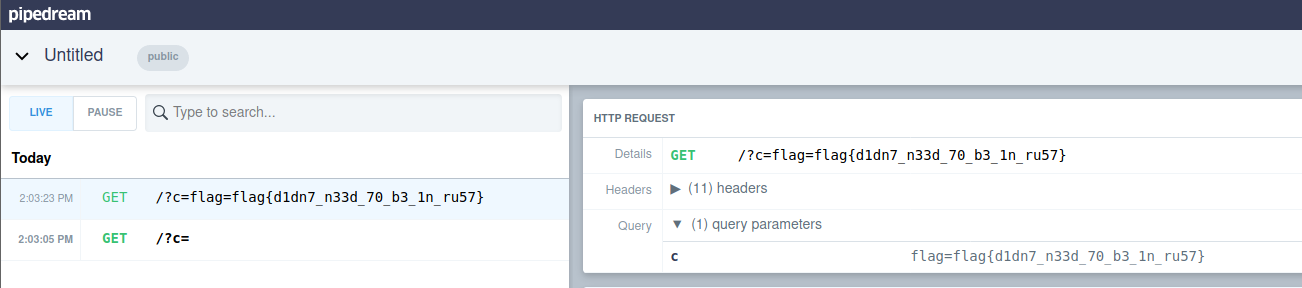 pipedream
Untitled public
LIVE PAUSE Type to search...
Today
2:03:23 PM GET /?c=flag=flag{d1dn7_n33d_70_b3_1n_ru57}
2:03:05 PM GET /?c=
HTTP REQUEST
Details GET /?c=flag=flag{d1dn7_n33d_70_b3_1n_ru57}
Headers ▶ (11) headers
Query ▼ (1) query parameters
c flag=flag{d1dn7_n33d_70_b3_1n_ru57}